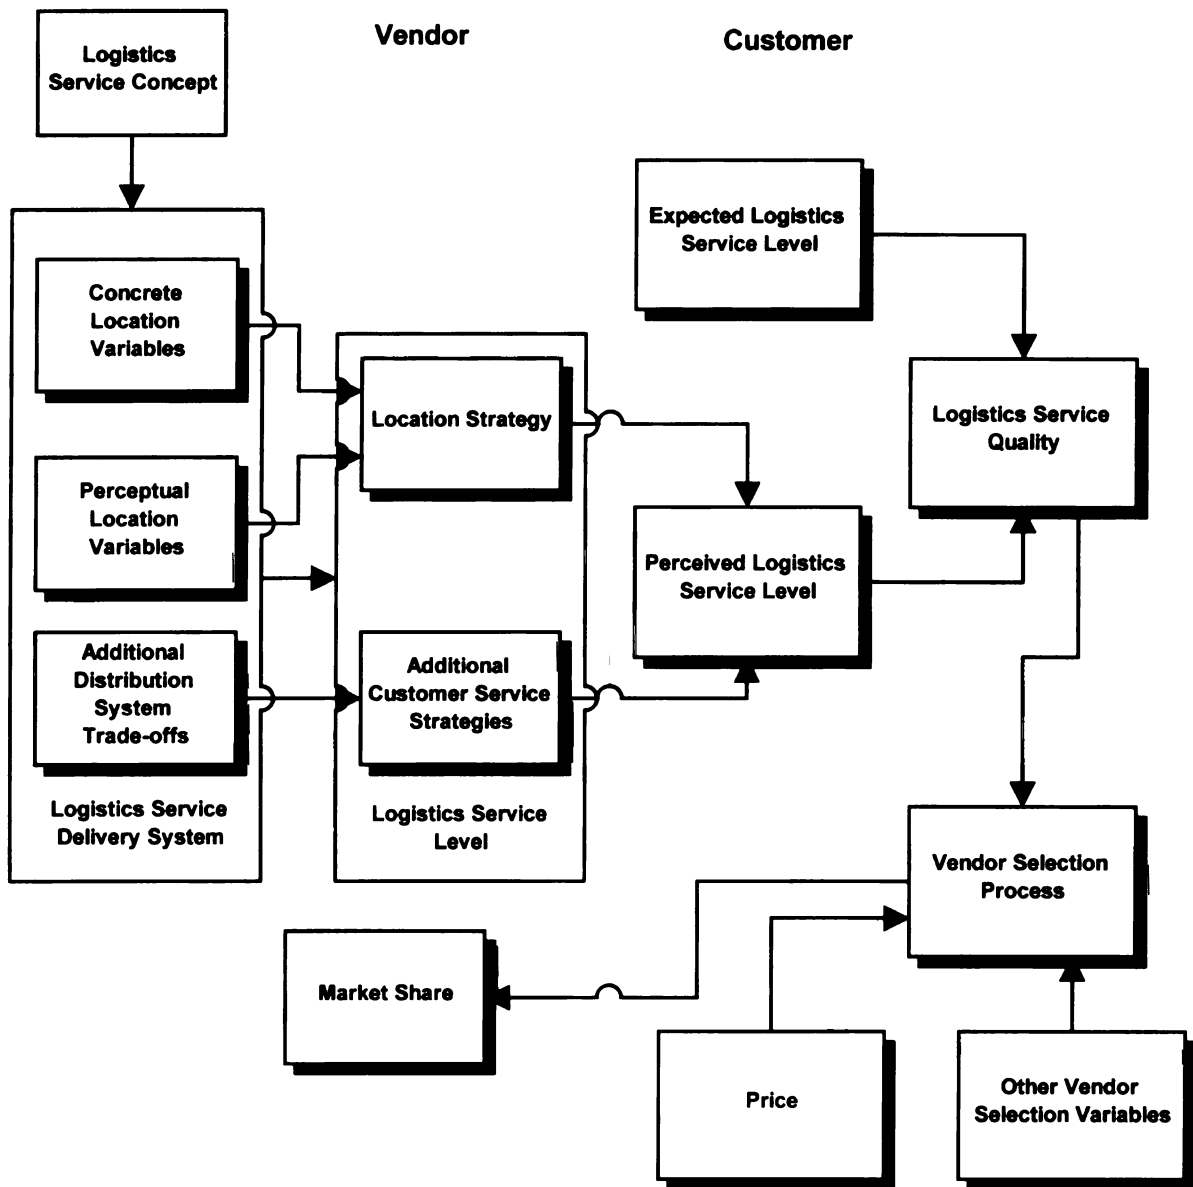 Logistics
Service Concept
Vendor
Customer
Expected Logistics
Service Level
Concrete
Location
Variables
Location Strategy
Logistics Service
Quality
Perceptual
Location
Variables
Perceived Logistics
Service Level
Additional
Distribution
System
Trade-offs
Additional
Customer Service
Strategies
Logistics Service
Delivery System
Logistics Service
Level
Vendor Selection
Process
Market Share
Price
Other Vendor
Selection Variables